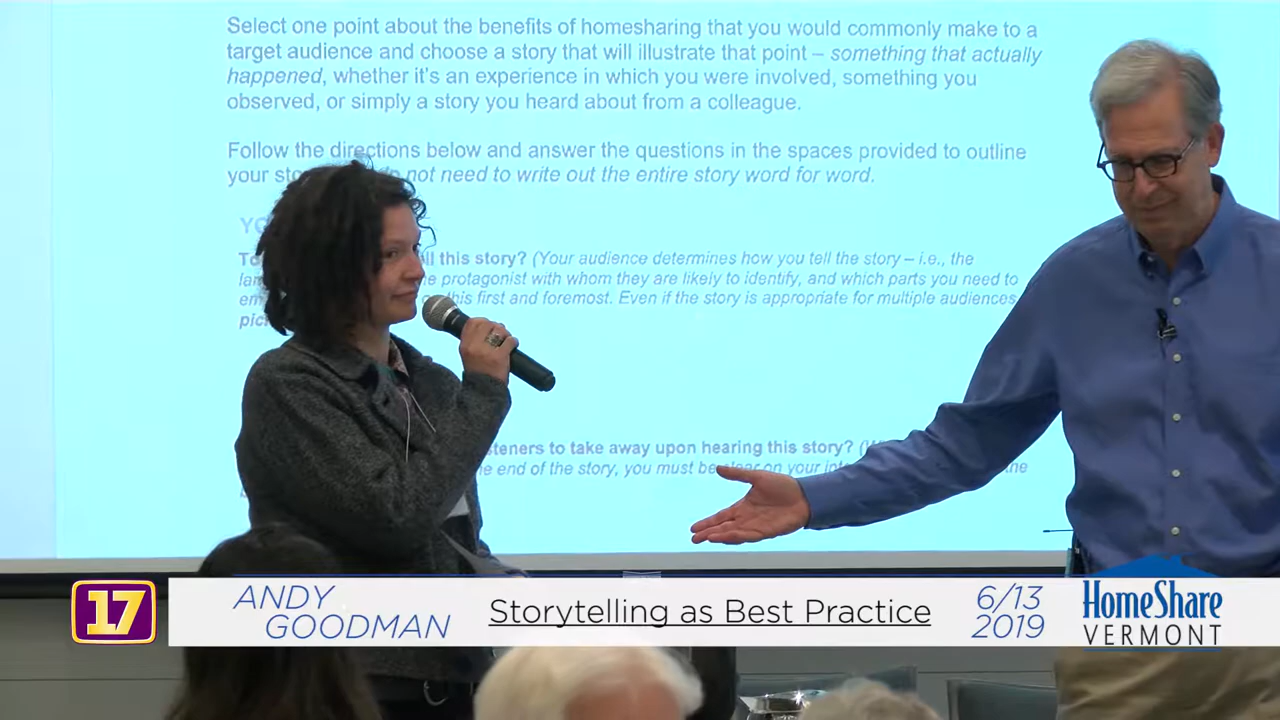 Select one point about the benefits of homesharing that you would commonly make to a
target audience and choose a story that will illustrate that point – something that actually
happened, whether it's an experience in which you were involved, something you
observed, or simply a story you heard about from a colleague.
Follow the directions below and answer the questions in the spaces provided to outline
your not need to write out the entire story word for word.
this story? (Your audience determines how you tell the story – i.e., the
protagonist with whom they are likely to identify, and which parts you need to
this first and foremost. Even if the story is appropriate for multiple audiences,
to take away upon hearing this story?
end of the story, you must be clear on your the
17
ANDY
GOODMAN
Storytelling as Best Practice
6/13
2019
HomeShare
VERMONT